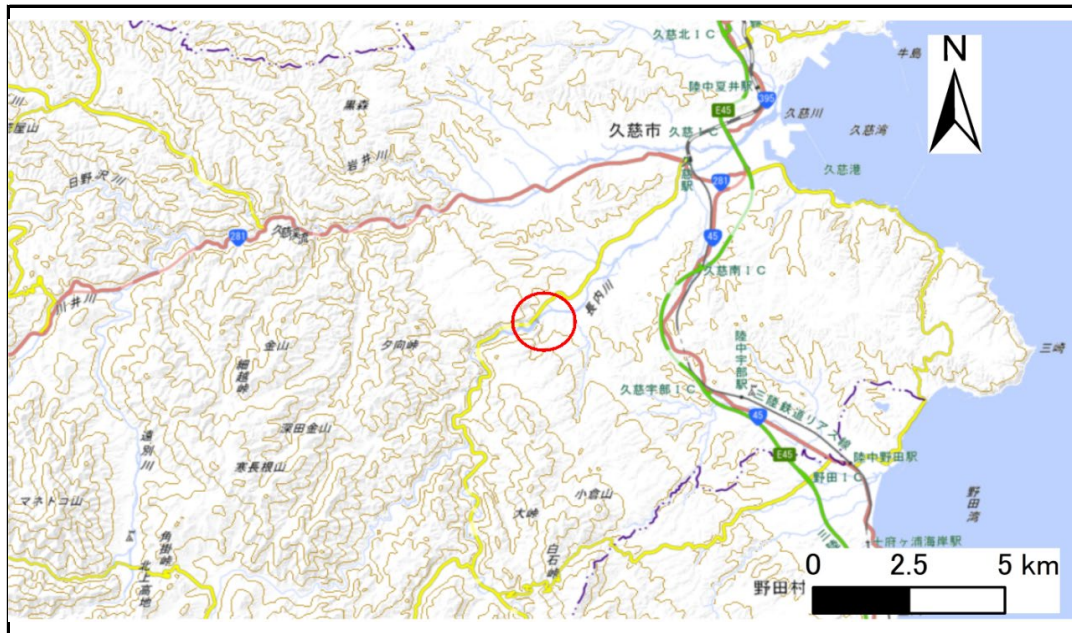 久慈北IC
牛島
N
陸中夏井駅
395
久慈川
E45
黒森
久慈市
久慈IC
久慈湾
岩井川
久慈駅
久慈港
日野沢川
281
281
45
久慈南IC
長内川
川井川
三崎
金山
夕向峠
細越峠
陸中宇部駅
久慈宇部IC
三陸鉄道リアス線
45
遠別川
深田金山
E45
陸中野田駅
寒長根山
野田IC
マネトコ山
小倉山
野田湾
大峠
角掛峠
白石峠
十府ヶ浦海岸駅
北上高地
0 2.5 5 km
野田村